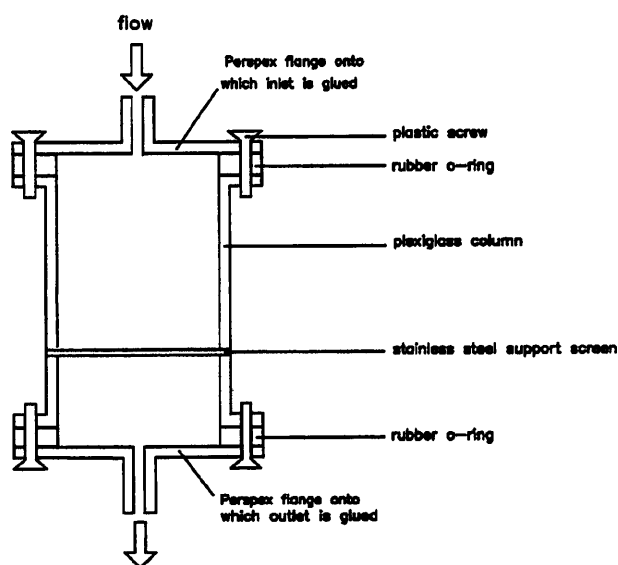 flow
Perspex flange onto
which inlet is glued
plastic screw
rubber o-ring
plexiglass column
stainless steel support screen
rubber o-ring
Perspex flange onto
which outlet is glued